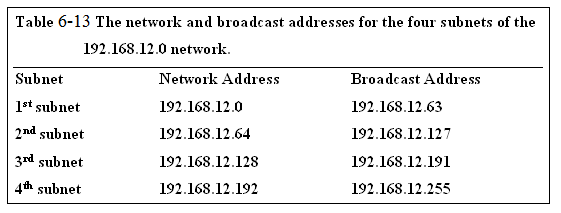 Table 6-13 The network and broadcast addresses for the four subnets of the
192.168.12.0 network.
Subnet Network Address Broadcast Address
1st subnet 192.168.12.0 192.168.12.63
2nd subnet 192.168.12.64 192.168.12.127
3rd subnet 192.168.12.128 192.168.12.191
4th subnet 192.168.12.192 192.168.12.255